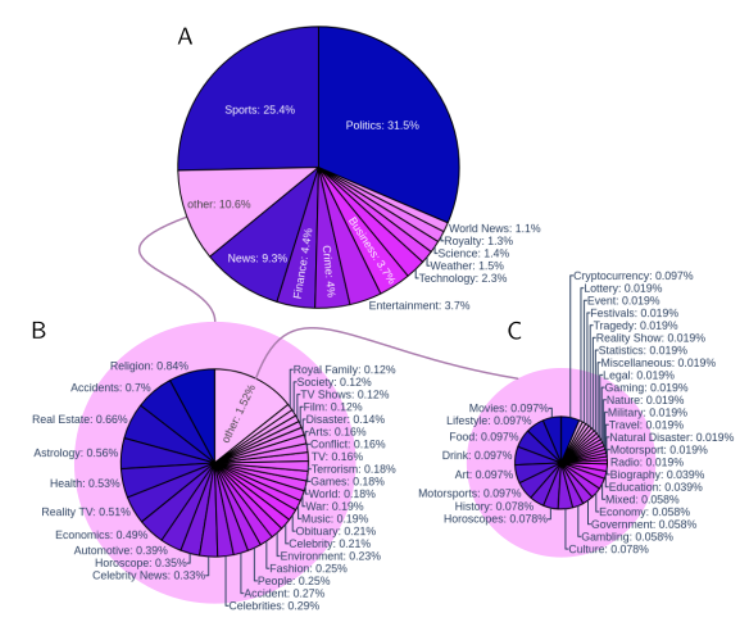 A
Sports: 25.4%
Politics: 31.5%
other: 10.6%
News: 9.3%
Finance: 4.4%
Crime: 4%
Business: 3.7%
Entertainment: 3.7%
World News: 1.1%
Royalty: 1.3%
Science: 1.4%
Weather: 1.5%
Technology: 2.3%
B
Religion: 0.84%
Accidents: 0.7%
Real Estate: 0.66%
Astrology: 0.56%
Health: 0.53%
Reality TV: 0.51%
Economics: 0.49%
Automotive: 0.39%
Horoscope: 0.35%
Celebrity News: 0.33%
other: 1.52%
Royal Family: 0.12%
Society: 0.12%
TV Shows: 0.12%
Film: 0.12%
Disaster: 0.14%
Arts: 0.16%
Conflict: 0.16%
TV: 0.16%
Terrorism: 0.18%
Games: 0.18%
World: 0.18%
War: 0.19%
Music: 0.19%
Obituary: 0.21%
Celebrity: 0.21%
Environment: 0.23%
Fashion: 0.25%
People: 0.25%
Accident: 0.27%
Celebrities: 0.29%
C
Movies: 0.097%
Lifestyle: 0.097%
Food: 0.097%
Drink: 0.097%
Art: 0.097%
Motorsports: 0.097%
History: 0.078%
Horoscopes: 0.078%
Cryptocurrency: 0.097%
Lottery: 0.019%
Event: 0.019%
Festivals: 0.019%
Tragedy: 0.019%
Reality Show: 0.019%
Statistics: 0.019%
Miscellaneous: 0.019%
Legal: 0.019%
Gaming: 0.019%
Nature: 0.019%
Military: 0.019%
Travel: 0.019%
Natural Disaster: 0.019%
Motorsport: 0.019%
Radio: 0.019%
Biography: 0.039%
Education: 0.039%
Mixed: 0.058%
Economy: 0.058%
Government: 0.058%
Gambling: 0.058%
Culture: 0.078%